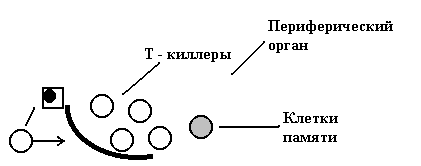 Периферический
орган
Т - киллеры
Клетки
памяти